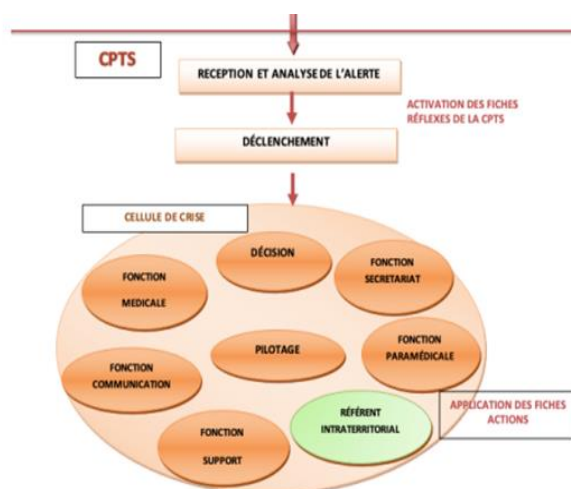 CPTS
RECEPTION ET ANALYSE DE L'ALERTE
ACTIVATION DES FICHES
RÉFLEXES DE LA CPTS
DÉCLENCHEMENT
CELLULE DE CRISE
DÉCISION
FONCTION
MEDICALE
FONCTION
SECRETARIAT
PILOTAGE
FONCTION
PARAMÉDICALE
FONCTION
COMMUNICATION
RÉFÉRENT
INTRATERRITORIAL
APPLICATION DES FICHES
ACTIONS
FONCTION
SUPPORT